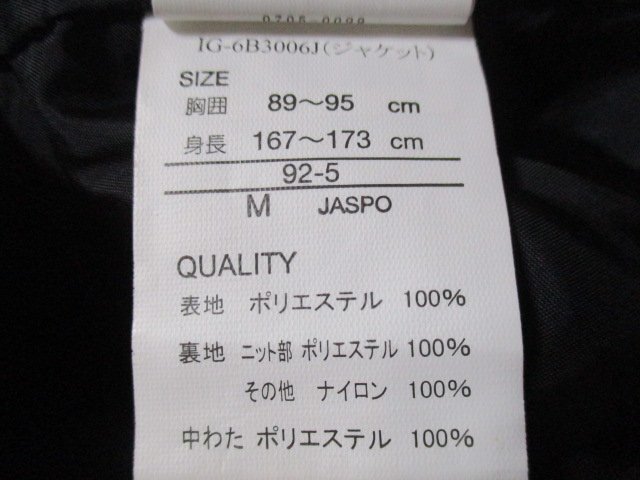 IG-6B3006J(ジャケット)
SIZE
胸囲 89〜95 cm
身長 167〜173 cm
92-5
M JASPO
QUALITY
表地 ポリエステル 100%
裏地 ニット部 ポリエステル 100%
その他 ナイロン 100%
中わた ポリエステル 100%